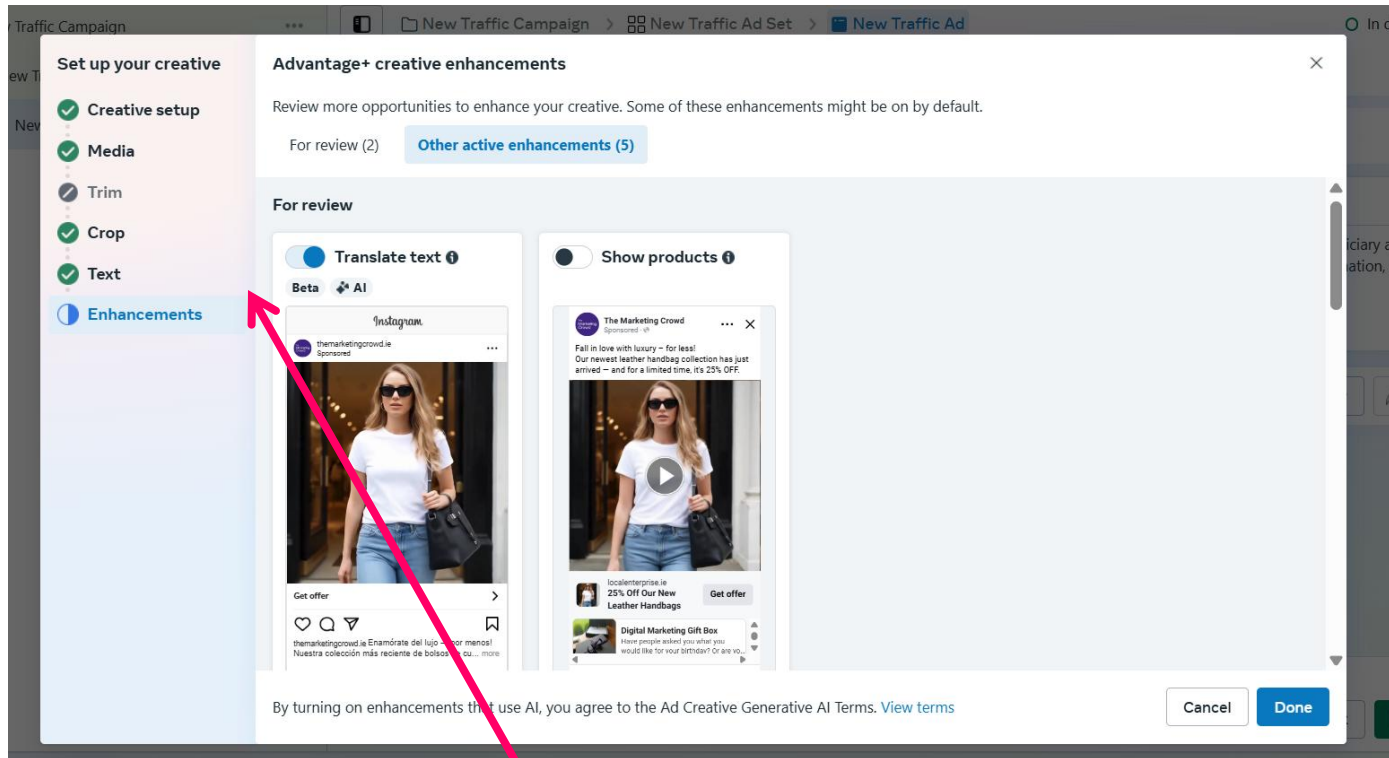 Traffic Campaign
New Traffic Campaign > New Traffic Ad Set > New Traffic Ad
In
Set up your creative
Creative setup
Media
Trim
Crop
Text
Enhancements
Advantage+ creative enhancements
Review more opportunities to enhance your creative. Some of these enhancements might be on by default.
For review (2)
Other active enhancements (5)
For review
Translate text
Beta AI
Instagram
themarketingcrowd.ie
Sponsored
Get offer
themarketingcrowd.ie Enamórate del lujo – menos!
Nuestra colección más reciente de bolsos ... more
Show products
The Marketing Crowd
Sponsored
Fall in love with luxury – for less!
Our newest leather handbag collection has just
arrived – and for a limited time, it's 25% OFF.
localenterprise.ie
25% Off Our New
Leather Handbags
Get offer
Digital Marketing Gift Box
Have people asked you what you
would like for your birthday? Or are vo...
By turning on enhancements that use AI, you agree to the Ad Creative Generative AI Terms. View terms
Cancel
Done